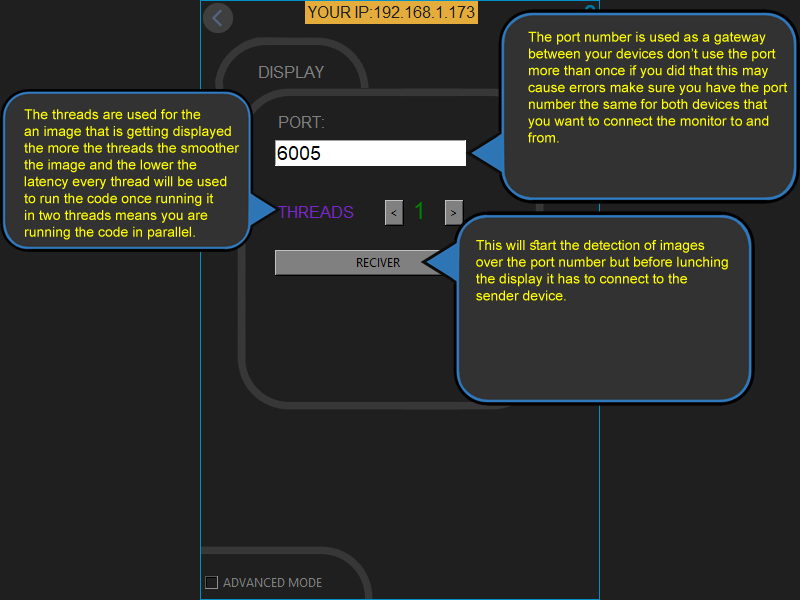 YOUR IP:192.168.1.173
DISPLAY
PORT:
6005
THREADS
< 1 >
RECIVER
ADVANCED MODE
The port number is used as a gateway
between your devices don't use the port
more than once if you did that this may
cause errors make sure you have the port
number the same for both devices that
you want to connect the monitor to and
from.
The threads are used for the
an image that is getting displayed
the more the threads the smoother
the image and the lower the
latency every thread will be used
to run the code once running it
in two threads means you are
running the code in parallel.
This will start the detection of images
over the port number but before lunching
the display it has to connect to the
sender device.